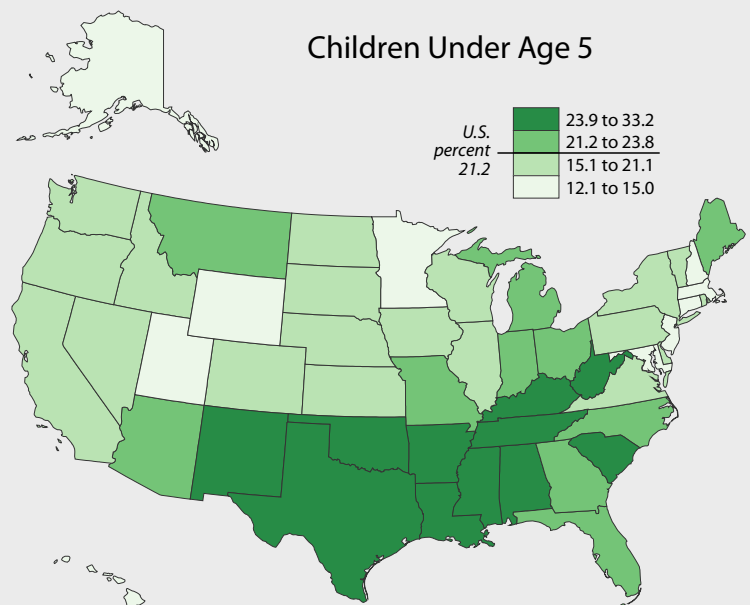 Children Under Age 5
U.S.
percent
21.2
23.9 to 33.2
21.2 to 23.8
15.1 to 21.1
12.1 to 15.0